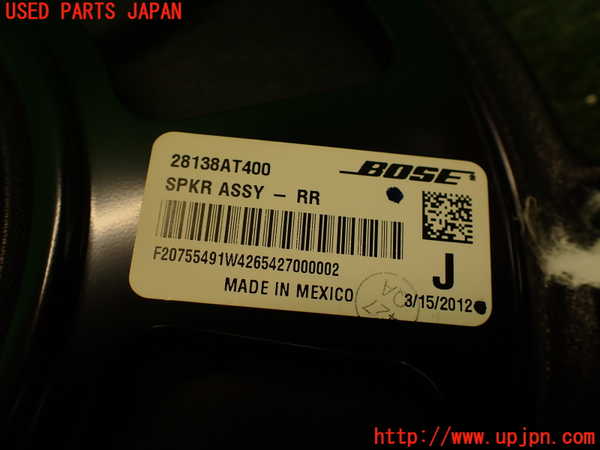 USED PARTS JAPAN
28138AT400
BOSE
SPKR ASSY - RR
F20755491W4265427000002
J
MADE IN MEXICO
3/15/2012
UPJ
http://www.upjpn.com/